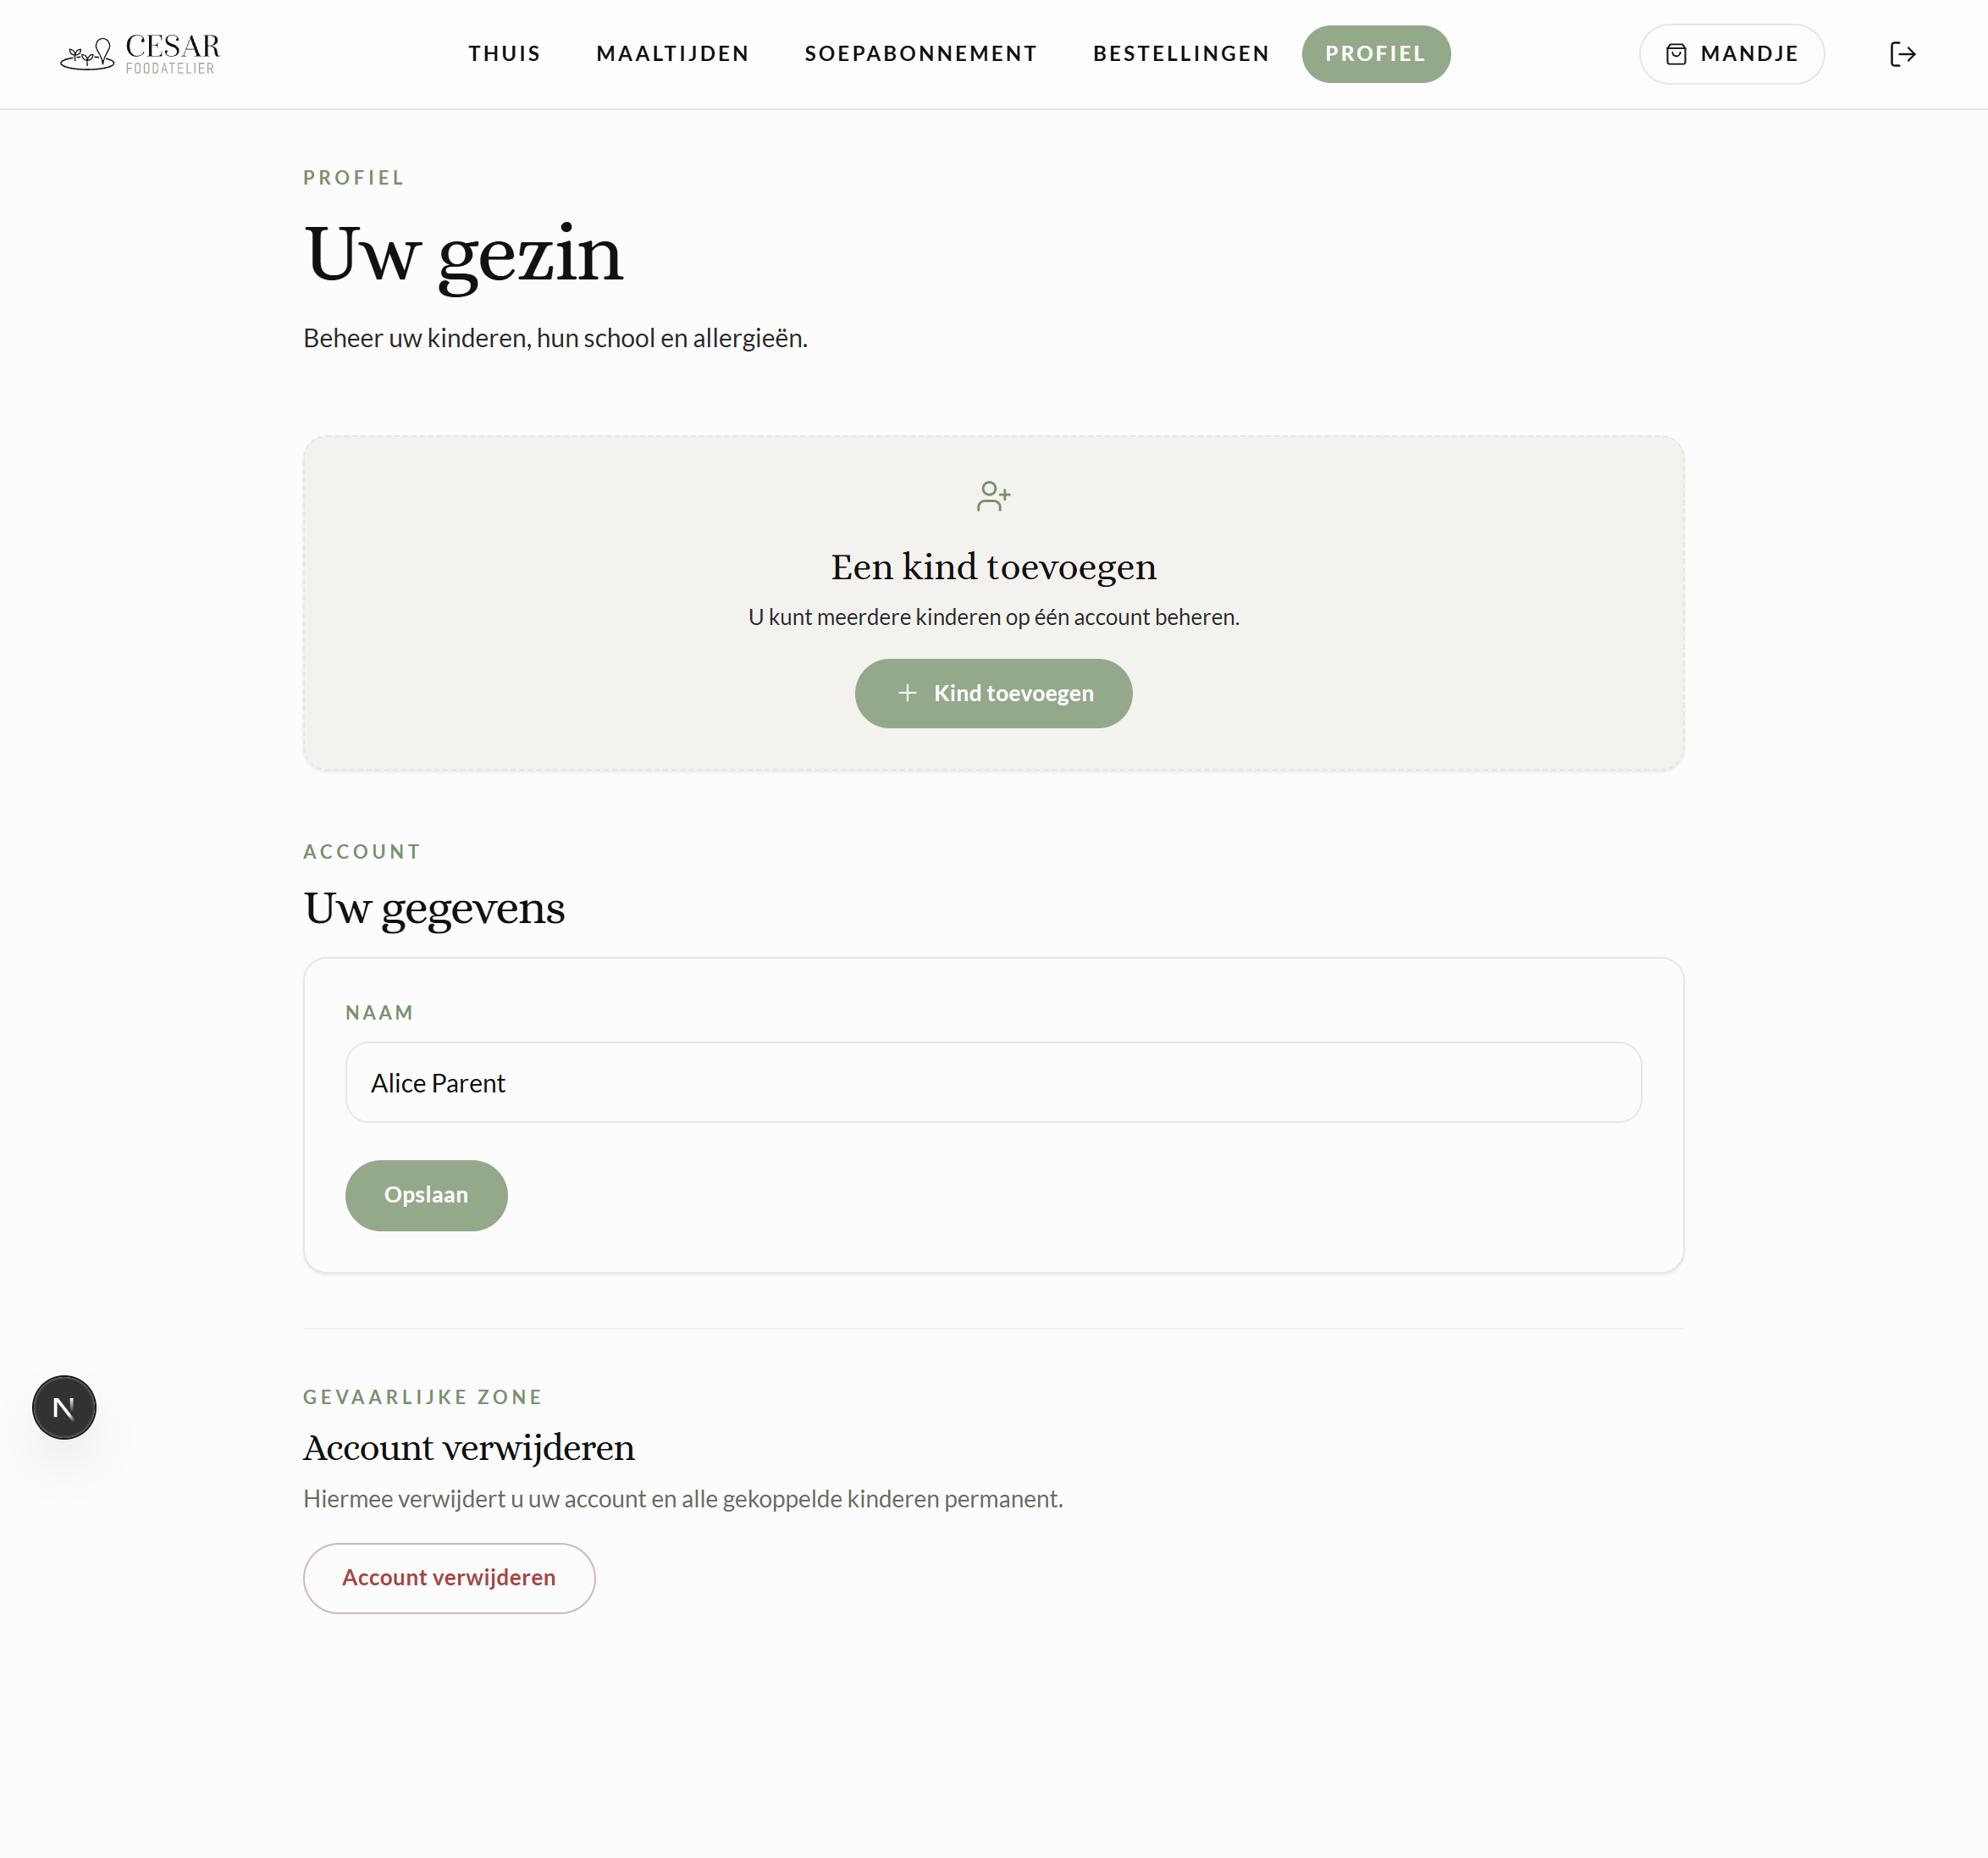 CESAR
FOODATELIER
THUIS
MAALTIJDEN
SOEPABONNEMENT
BESTELLINGEN
PROFIEL
MANDJE
PROFIEL
Uw gezin
Beheer uw kinderen, hun school en allergieën.
Een kind toevoegen
U kunt meerdere kinderen op één account beheren.
Kind toevoegen
ACCOUNT
Uw gegevens
NAAM
Alice Parent
Opslaan
N
GEVAARLIJKE ZONE
Account verwijderen
Hiermee verwijdert u uw account en alle gekoppelde kinderen permanent.
Account verwijderen